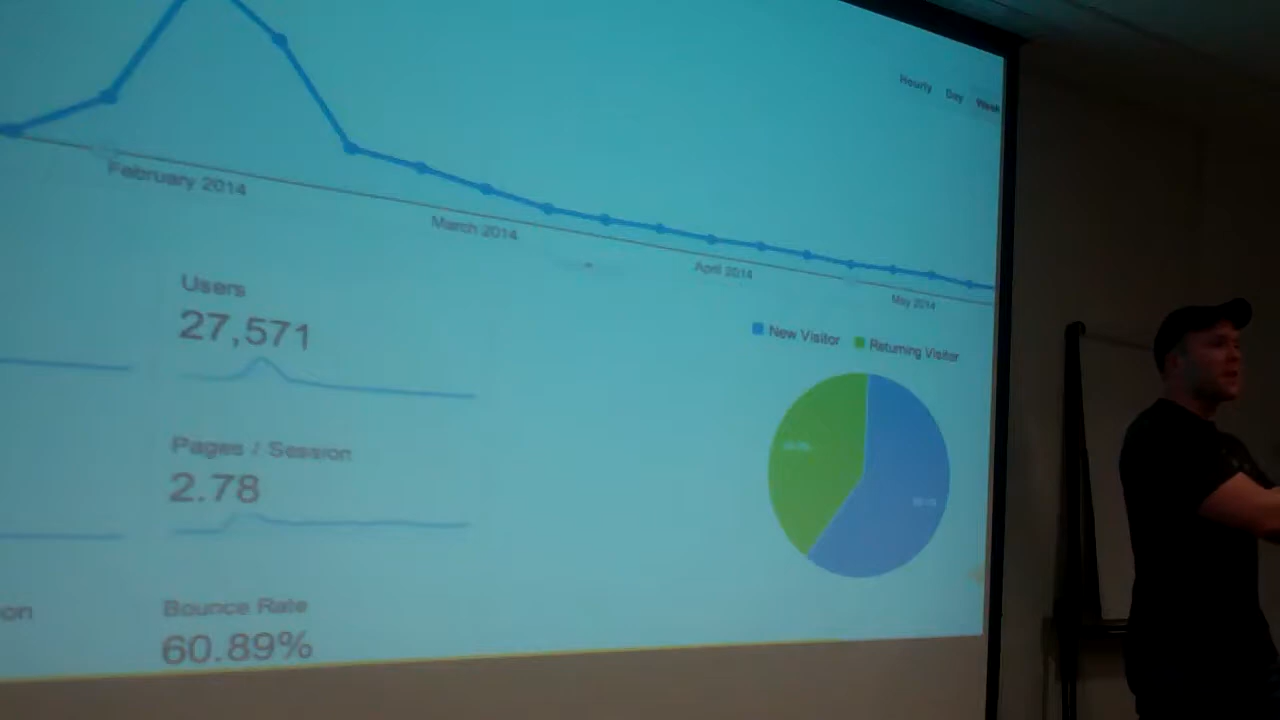 Hourly Day Week
February 2014
March 2014
April 2014
May 2014
Users
27,571
New Visitor Returning Visitor
Pages / Session
2.78
on
Bounce Rate
60.89%